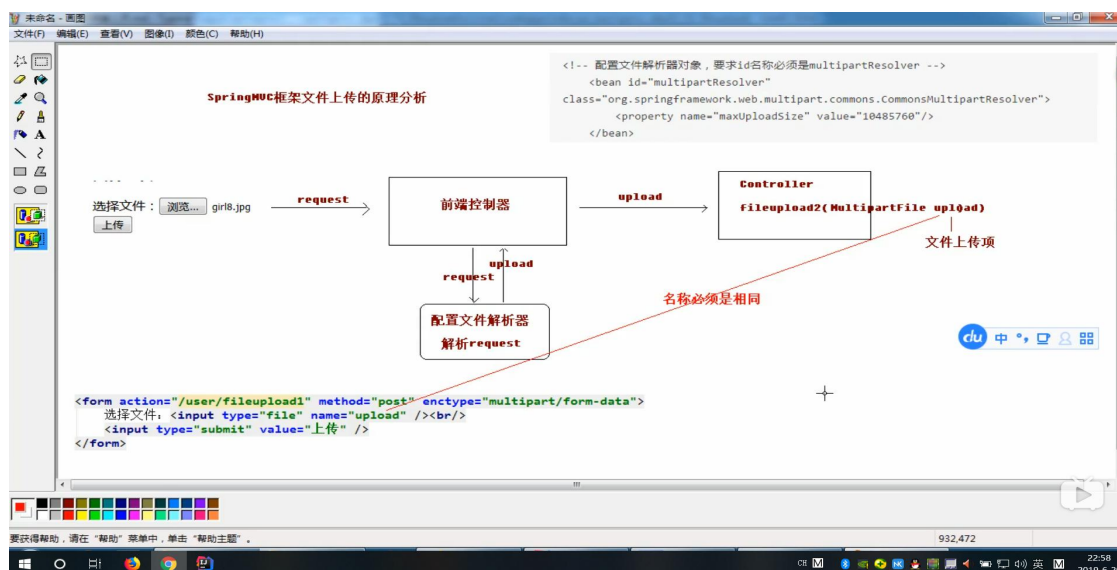 未命名 - 画图
文件(F) 编辑(E) 查看(V) 图像(I) 颜色(C) 帮助(H)
SpringMVC框架文件上传的原理分析
<!-- 配置文件解析器对象，要求id名称必须是multipartResolver -->
<bean id="multipartResolver"
class="org.springframework.web.multipart.commons.CommonsMultipartResolver">
<property name="maxUploadSize" value="10485760"/>
</bean>
选择文件： 浏览... girl8.jpg
上传
request
前端控制器
upload
Controller
fileupload2(MultipartFile upload)
文件上传项
upload
request
名称必须是相同
配置文件解析器
解析request
du 中
<form action="/user/fileupload1" method="post" enctype="multipart/form-data">
选择文件：<input type="file" name="upload" /><br/>
<input type="submit" value="上传" />
</form>
要获得帮助，请在“帮助”菜单中，单击“帮助主题”。
932,472
CH M 英 M 22:58